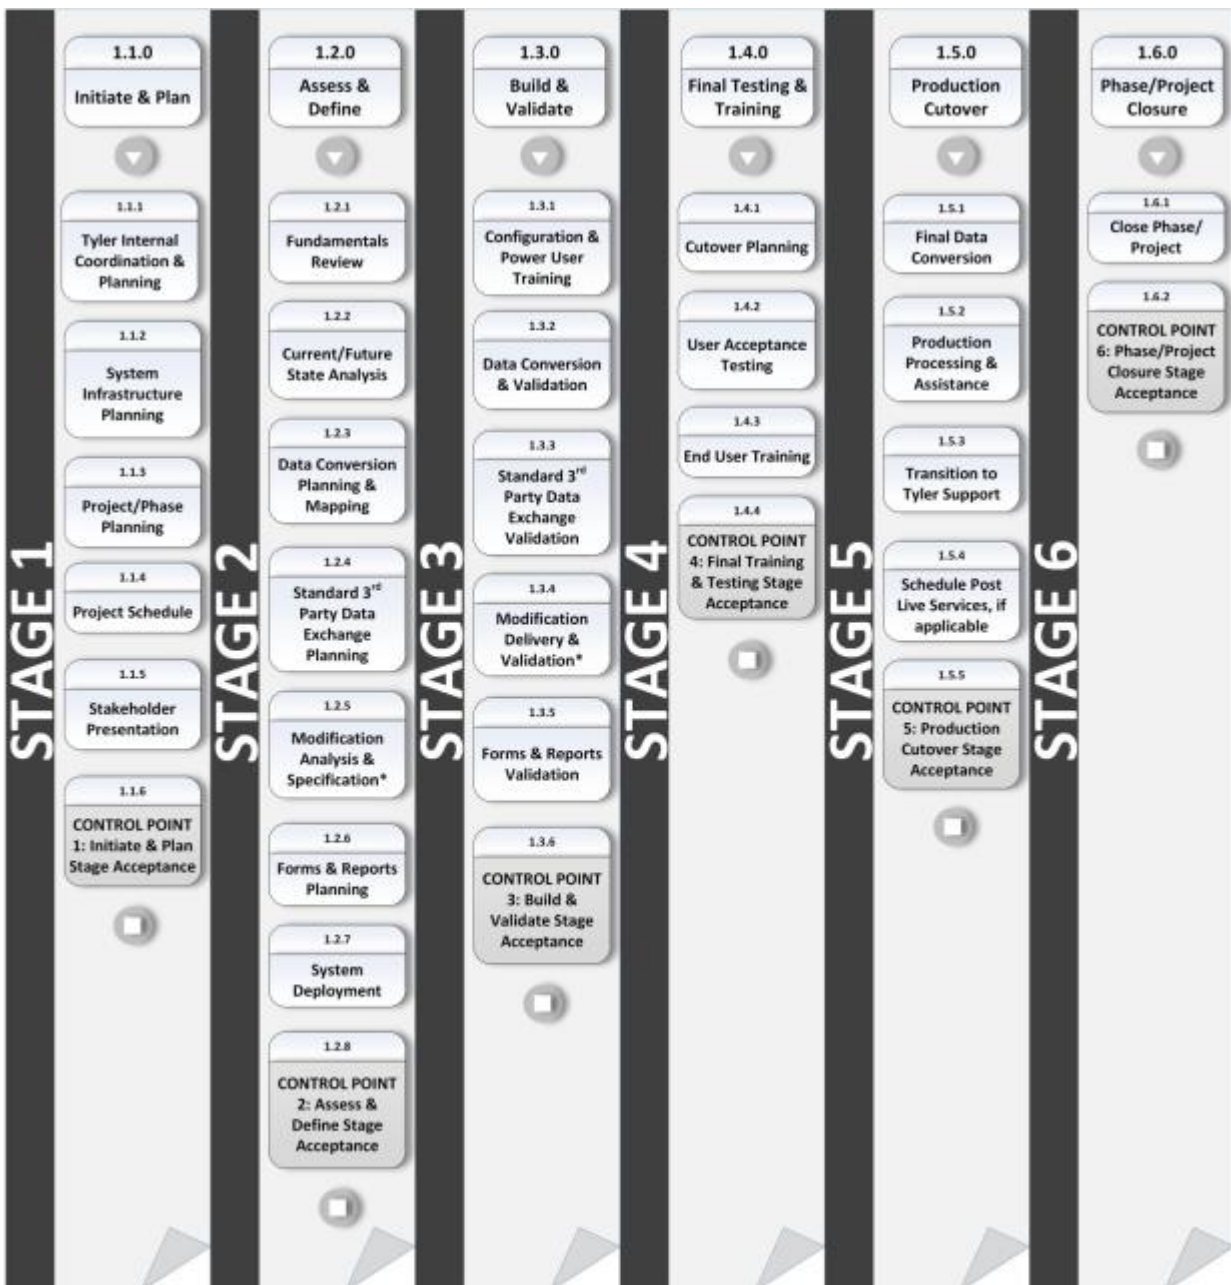 STAGE 1
1.1.0
Initiate & Plan
1.1.1
Tyler Internal
Coordination &
Planning
1.1.2
System
Infrastructure
Planning
1.1.3
Project/Phase
Planning
1.1.4
Project Schedule
1.1.5
Stakeholder
Presentation
1.1.6
CONTROL POINT
1: Initiate & Plan
Stage Acceptance
STAGE 2
1.2.0
Assess &
Define
1.2.1
Fundamentals
Review
1.2.2
Current/Future
State Analysis
1.2.3
Data Conversion
Planning &
Mapping
1.2.4
Standard 3rd
Party Data
Exchange
Planning
1.2.5
Modification
Analysis &
Specification*
1.2.6
Forms & Reports
Planning
1.2.7
System
Deployment
1.2.8
CONTROL POINT
2: Assess &
Define Stage
Acceptance
STAGE 3
1.3.0
Build &
Validate
1.3.1
Configuration &
Power User
Training
1.3.2
Data Conversion
& Validation
1.3.3
Standard 3rd
Party Data
Exchange
Validation
1.3.4
Modification
Delivery &
Validation*
1.3.5
Forms & Reports
Validation
1.3.6
CONTROL POINT
3: Build &
Validate Stage
Acceptance
STAGE 4
1.4.0
Final Testing &
Training
1.4.1
Cutover Planning
1.4.2
User Acceptance
Testing
1.4.3
End User Training
1.4.4
CONTROL POINT
4: Final Training
& Testing Stage
Acceptance
STAGE 5
1.5.0
Production
Cutover
1.5.1
Final Data
Conversion
1.5.2
Production
Processing &
Assistance
1.5.3
Transition to
Tyler Support
1.5.4
Schedule Post
Live Services, if
applicable
1.5.5
CONTROL POINT
5: Production
Cutover Stage
Acceptance
STAGE 6
1.6.0
Phase/Project
Closure
1.6.1
Close Phase/
Project
1.6.2
CONTROL POINT
6: Phase/Project
Closure Stage
Acceptance